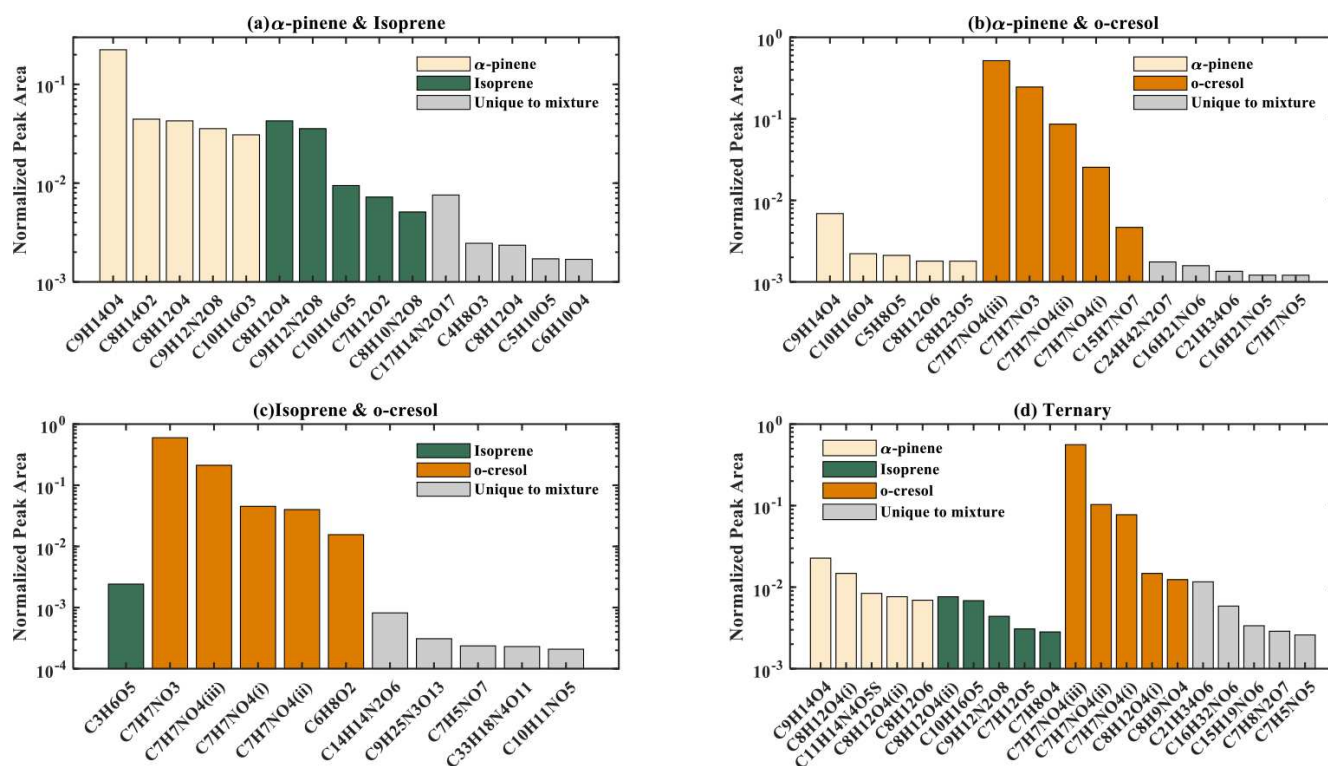 (a)α-pinene & Isoprene
Normalized Peak Area
10-1
10-2
10-3
α-pinene
Isoprene
Unique to mixture
C9H14O4
C8H14O2
C8H12O4
C9H12N2O8
C10H16O3
C8H12O4
C9H12N2O8
C10H16O5
C7H12O2
C8H10N2O8
C17H14N2O17
C4H8O3
C8H12O4
C5H10O5
C6H10O4
(b)α-pinene & o-cresol
Normalized Peak Area
100
10-1
10-2
10-3
α-pinene
o-cresol
Unique to mixture
C9H14O4
C10H16O4
C5H8O5
C8H12O6
C8H23O5
C7H7NO4(iii)
C7H7NO3
C7H7NO4(ii)
C7H7NO4(i)
C15H7NO7
C24H42N2O7
C16H21NO6
C21H34O6
C16H21NO5
C7H7NO5
(c)Isoprene & o-cresol
Normalized Peak Area
100
10-1
10-2
10-3
10-4
Isoprene
o-cresol
Unique to mixture
C3H6O5
C7H7NO3
C7H7NO4(iii)
C7H7NO4(i)
C7H7NO4(ii)
C6H8O2
C14H14N2O6
C9H25N3O13
C7H5NO7
C33H18N4O11
C10H11NO5
(d) Ternary
Normalized Peak Area
100
10-1
10-2
10-3
α-pinene
Isoprene
o-cresol
Unique to mixture
C9H14O4
C8H12O4(i)
C11H14N4O5S
C8H12O4(ii)
C8H12O6
C8H12O4(ii)
C10H16O5
C9H12N2O8
C7H12O5
C7H8O4
C7H7NO4(iii)
C7H7NO4(ii)
C7H7NO4(i)
C8H12O4(i)
C8H9NO4
C21H34O6
C16H32NO6
C15H19NO6
C7H8N2O7
C7H5NO5